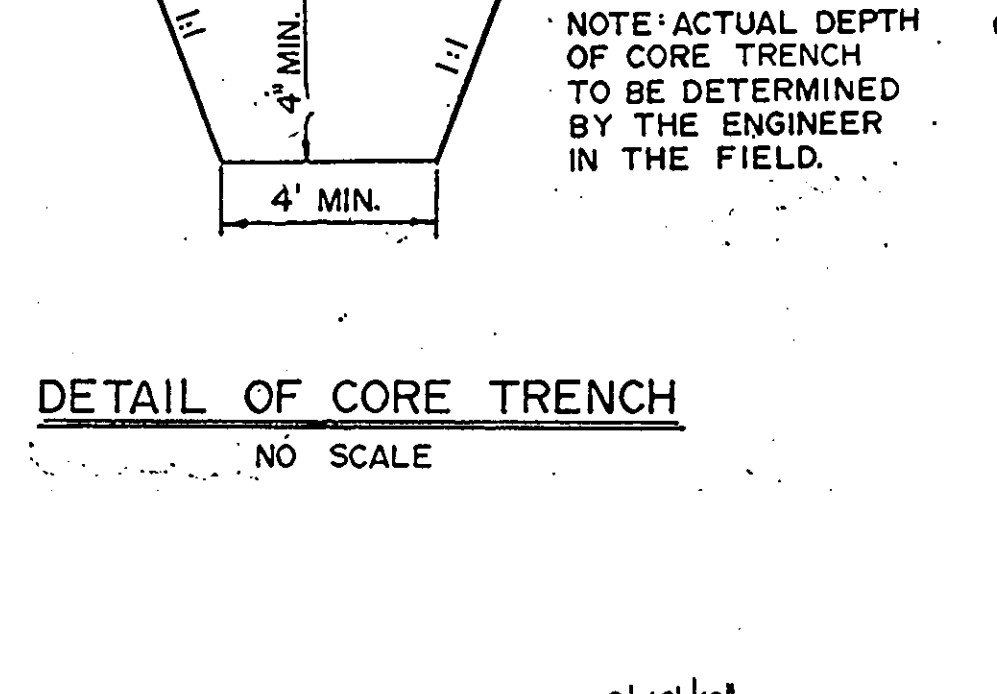 1:1
4" MIN.
1:1
4' MIN.
NOTE: ACTUAL DEPTH
OF CORE TRENCH
TO BE DETERMINED
BY THE ENGINEER
IN THE FIELD.
DETAIL OF CORE TRENCH
NO SCALE